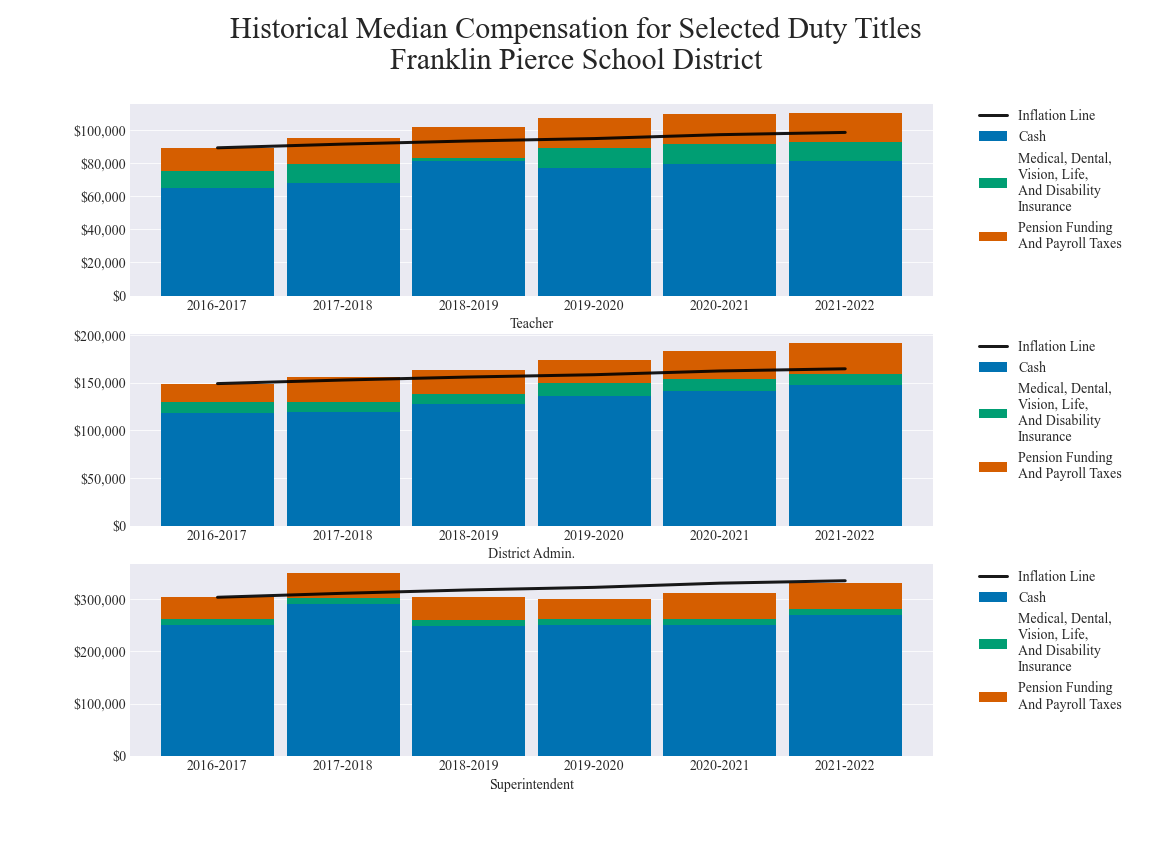 Historical Median Compensation for Selected Duty Titles
Franklin Pierce School District
$100,000
$80,000
$60,000
$40,000
$20,000
$0
2016-2017 2017-2018 2018-2019 2019-2020 2020-2021 2021-2022
Teacher
Inflation Line
Cash
Medical, Dental,
Vision, Life,
And Disability
Insurance
Pension Funding
And Payroll Taxes
$200,000
$150,000
$100,000
$50,000
$0
2016-2017 2017-2018 2018-2019 2019-2020 2020-2021 2021-2022
District Admin.
Inflation Line
Cash
Medical, Dental,
Vision, Life,
And Disability
Insurance
Pension Funding
And Payroll Taxes
$300,000
$200,000
$100,000
$0
2016-2017 2017-2018 2018-2019 2019-2020 2020-2021 2021-2022
Superintendent
Inflation Line
Cash
Medical, Dental,
Vision, Life,
And Disability
Insurance
Pension Funding
And Payroll Taxes